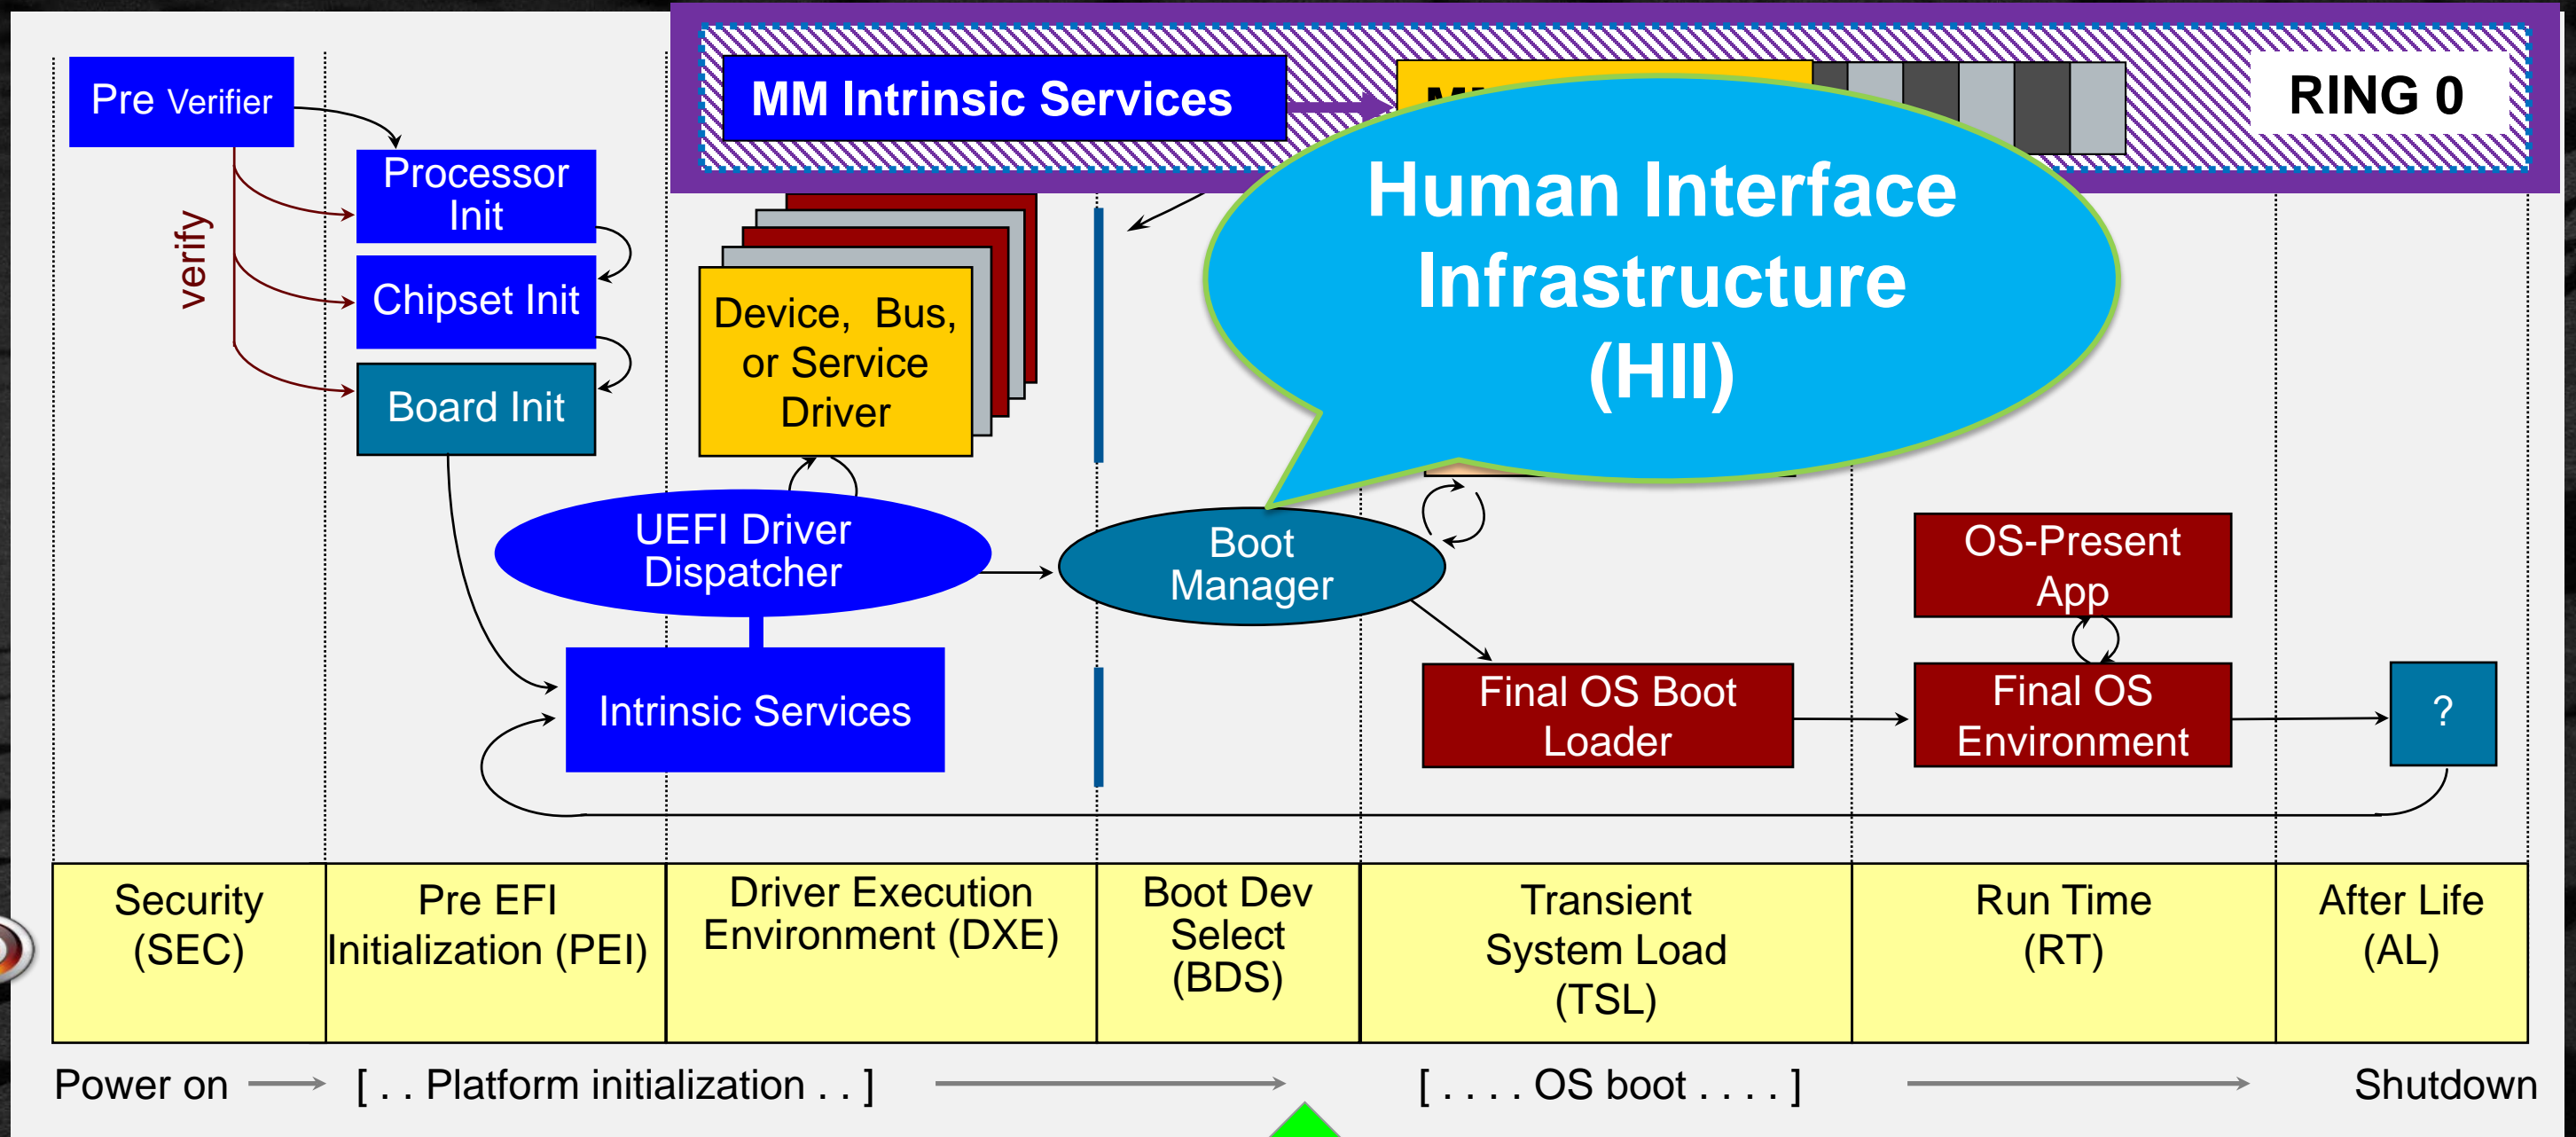 Pre Verifier
MM Intrinsic Services
RING 0
Processor
Init
verify
Chipset Init
Board Init
Device, Bus,
or Service
Driver
Human Interface
Infrastructure
(HII)
UEFI Driver
Dispatcher
Boot
Manager
OS-Present
App
Intrinsic Services
Final OS Boot
Loader
Final OS
Environment
?
Security
(SEC)
Pre EFI
Initialization (PEI)
Driver Execution
Environment (DXE)
Boot Dev
Select
(BDS)
Transient
System Load
(TSL)
Run Time
(RT)
After Life
(AL)
Power on
[ . . Platform initialization . . ]
[ . . . . OS boot . . . . ]
Shutdown